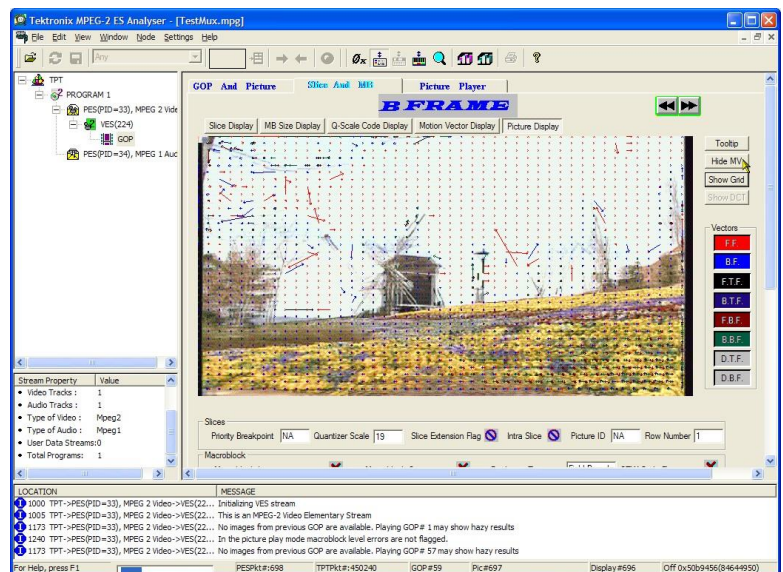 Tektronix MPEG-2 ES Analyser - [TestMux.mpg]
File Edit View Window Node Settings Help
Any
TPT
PROGRAM 1
PES(PID=33), MPEG 2 Vide
VES(224)
GOP
PES(PID=34), MPEG 1 Auc
GOP And Picture
Slice And MB
Picture Player
B FRAME
Slice Display
MB Size Display
Q-Scale Code Display
Motion Vector Display
Picture Display
Tooltip
Hide MV
Show Grid
Show DCT
Vectors
F.F.
B.F.
F.T.F.
B.T.F.
F.B.F.
B.B.F.
D.T.F.
D.B.F.
Stream Property Value
Video Tracks : 1
Audio Tracks : 1
Type of Video : Mpeg2
Type of Audio : Mpeg1
User Data Streams:0
Total Programs: 1
Slices
Priority Breakpoint NA Quantizer Scale 19 Slice Extension Flag Intra Slice Picture ID NA Row Number 1
Macroblock
LOCATION MESSAGE
1000 TPT->PES(PID=33), MPEG 2 Video->VES(22... Initializing VES stream
1005 TPT->PES(PID=33), MPEG 2 Video->VES(22... This is an MPEG-2 Video Elementary Stream
1173 TPT->PES(PID=33), MPEG 2 Video->VES(22... No images from previous GOP are available. Playing GOP# 1 may show hazy results
1240 TPT->PES(PID=33), MPEG 2 Video->VES(22... In the picture play mode macroblock level errors are not flagged.
1173 TPT->PES(PID=33), MPEG 2 Video->VES(22... No images from previous GOP are available. Playing GOP# 57 may show hazy results
For Help, press F1 PESPkt#:698 TPTPkt#:450240 GOP#59 Pic#697 Display#696 Off 0x50b9456(84644950)